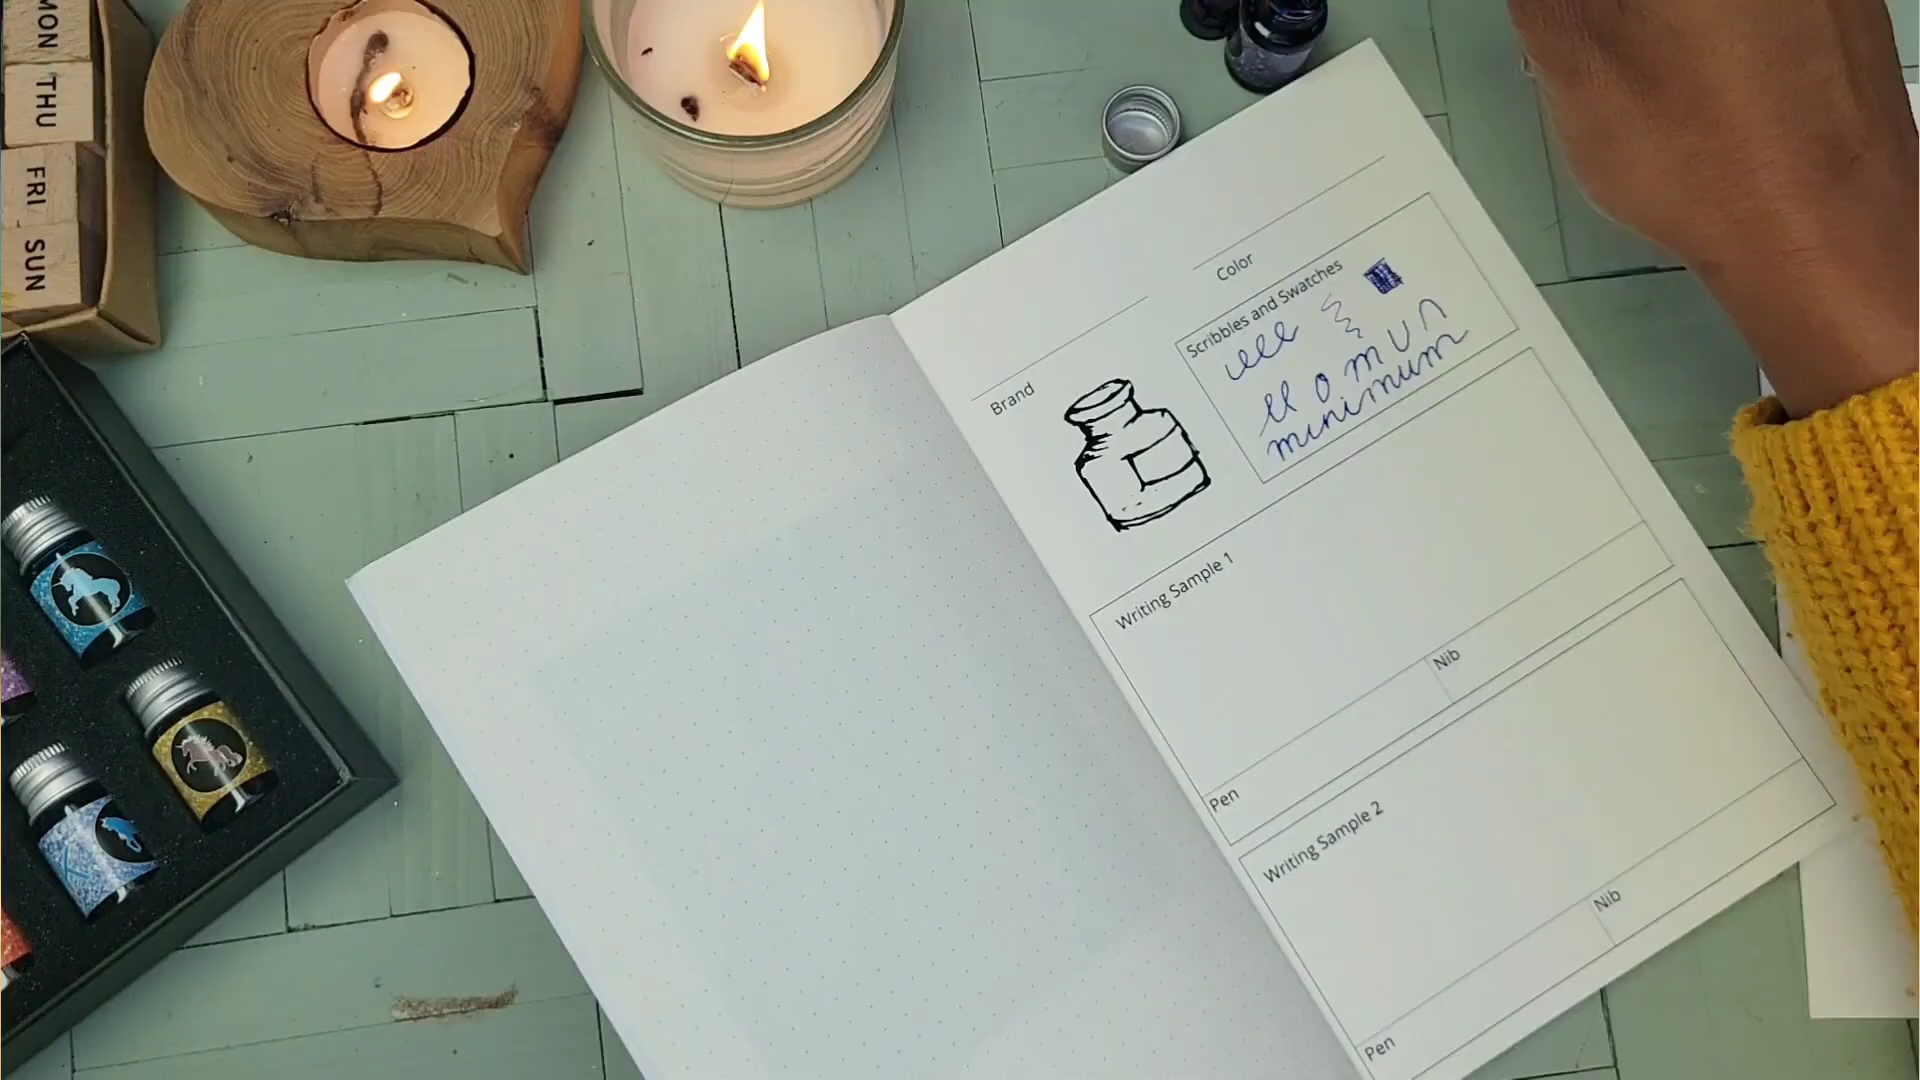 MON
THU
FRI
SUN
Brand
Color
Scribbles and Swatches
eee
ll o m u n
minimum
Writing Sample 1
Pen
Nib
Writing Sample 2
Pen
Nib